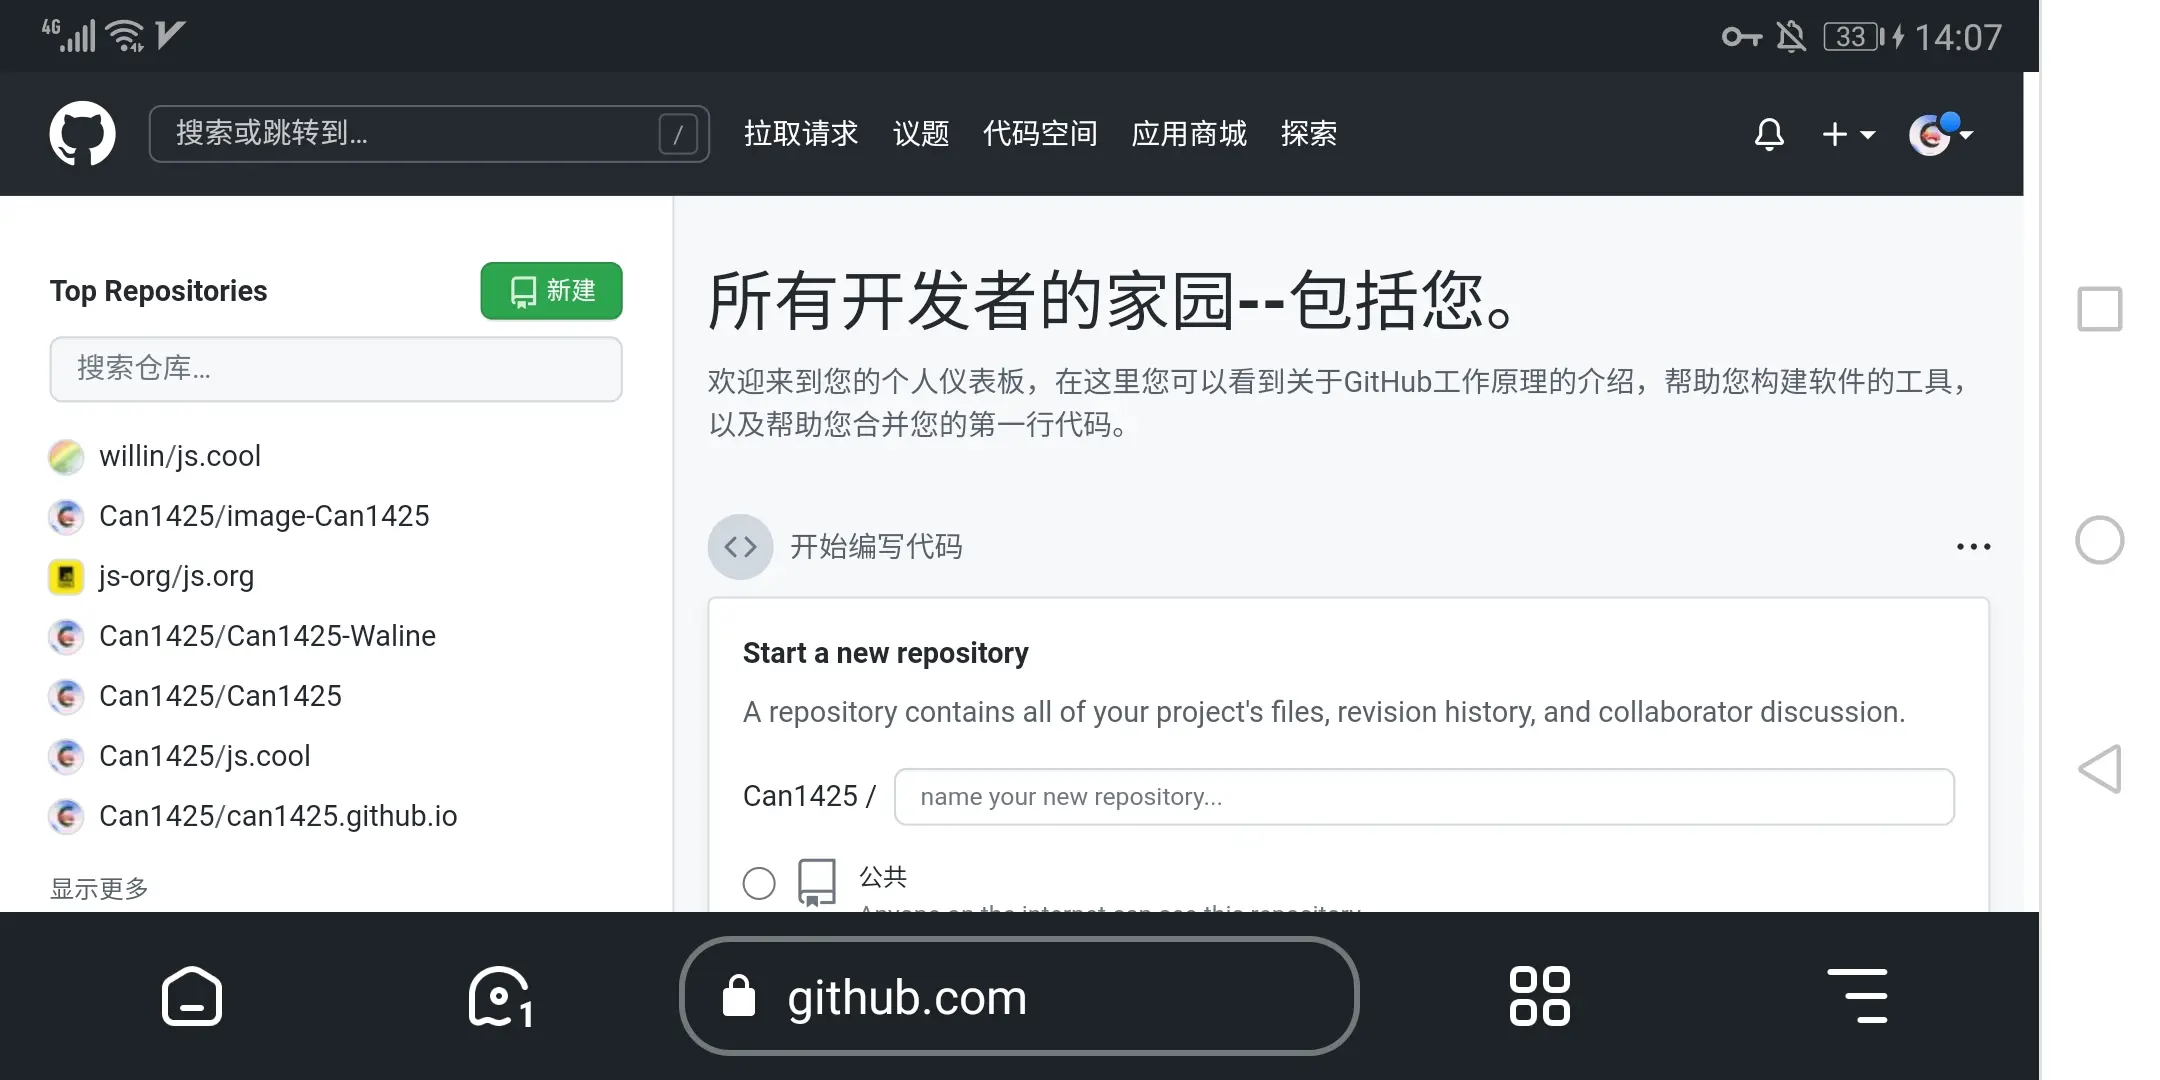 4G
33
14:07
搜索或跳转到...
/
拉取请求
议题
代码空间
应用商城
探索
Top Repositories
新建
搜索仓库...
willin/js.cool
Can1425/image-Can1425
js-org/js.org
Can1425/Can1425-Waline
Can1425/Can1425
Can1425/js.cool
Can1425/can1425.github.io
显示更多
所有开发者的家园--包括您。
欢迎来到您的个人仪表板，在这里您可以看到关于GitHub工作原理的介绍，帮助您构建软件的工具，
以及帮助您合并您的第一行代码。
开始编写代码
Start a new repository
A repository contains all of your project's files, revision history, and collaborator discussion.
Can1425 /
name your new repository...
公共
Anyone on the internet can see this repository
1
github.com